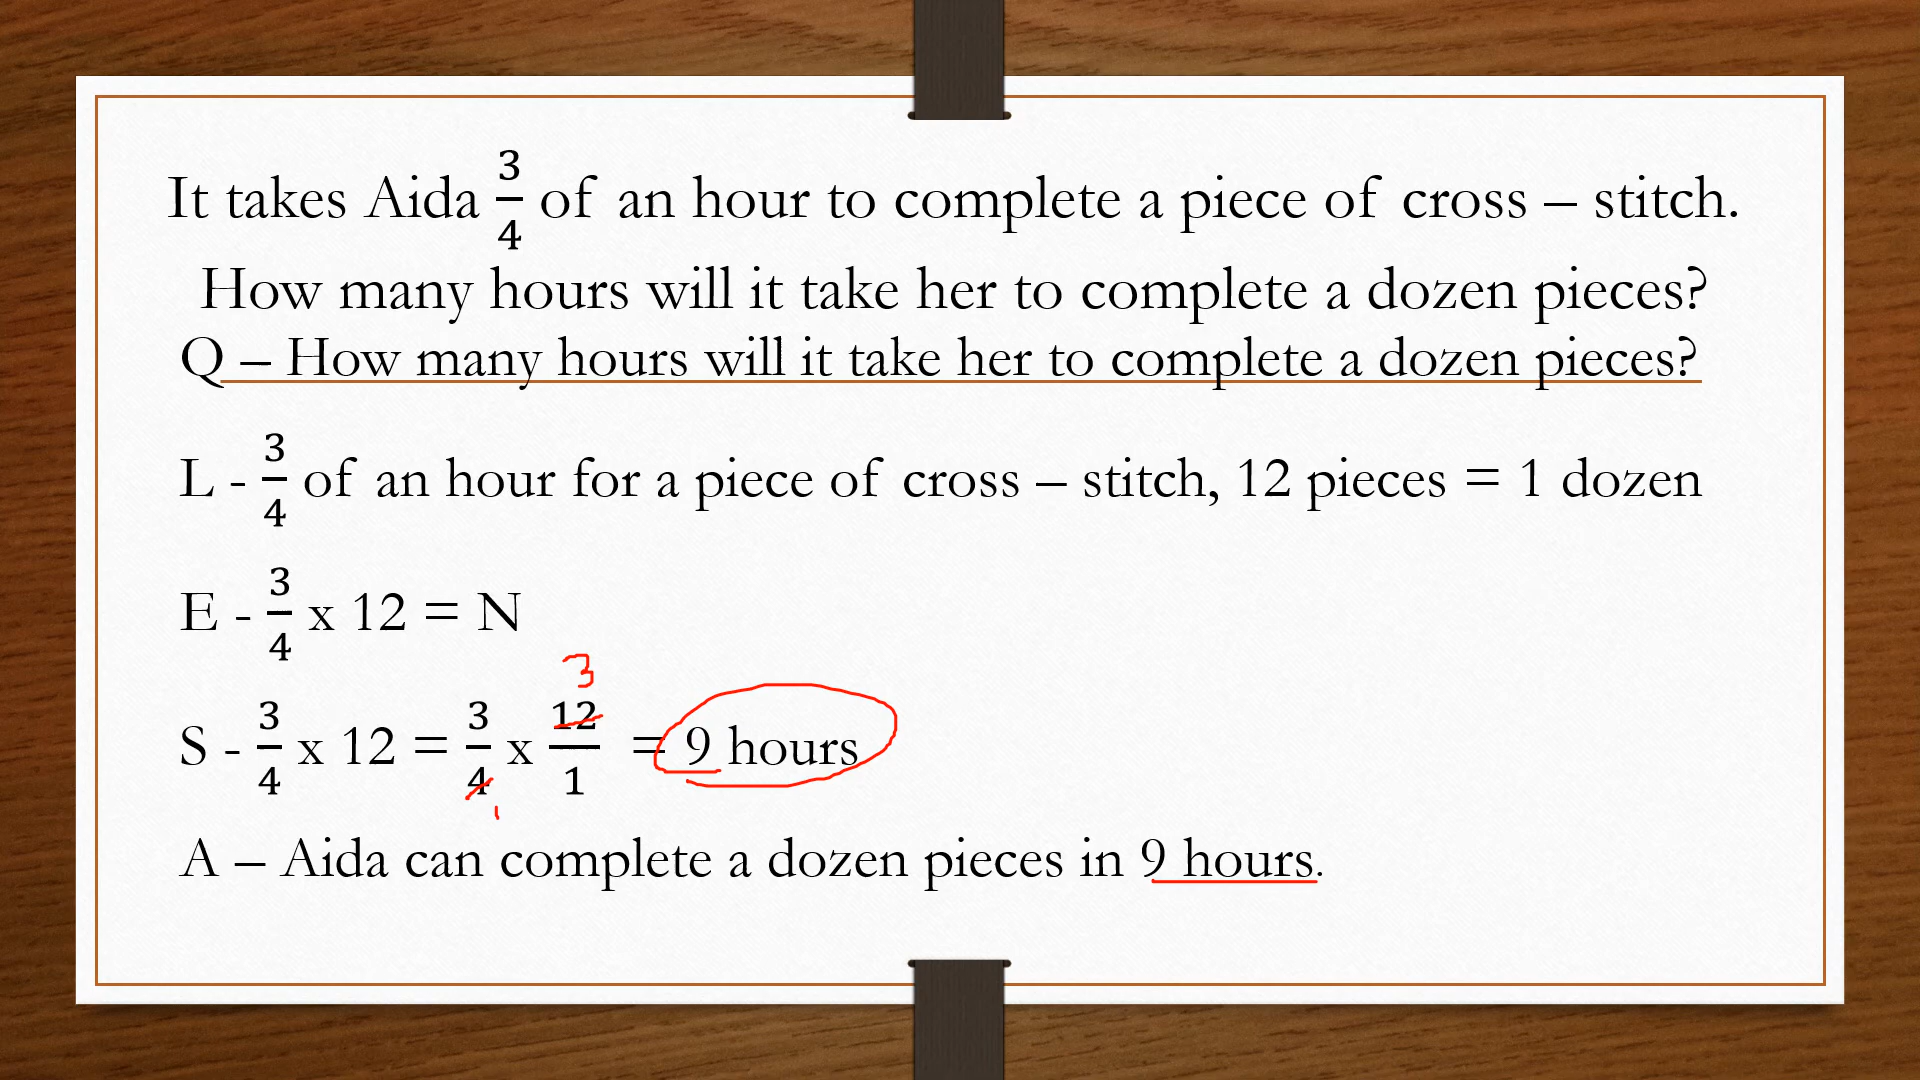 It takes Aida 3/4 of an hour to complete a piece of cross – stitch.
How many hours will it take her to complete a dozen pieces?
Q – How many hours will it take her to complete a dozen pieces?
L - 3/4 of an hour for a piece of cross – stitch, 12 pieces = 1 dozen
E - 3/4 x 12 = N
3
S - 3/4 x 12 = 3/4 x 12/1 = 9 hours
1
A – Aida can complete a dozen pieces in 9 hours.